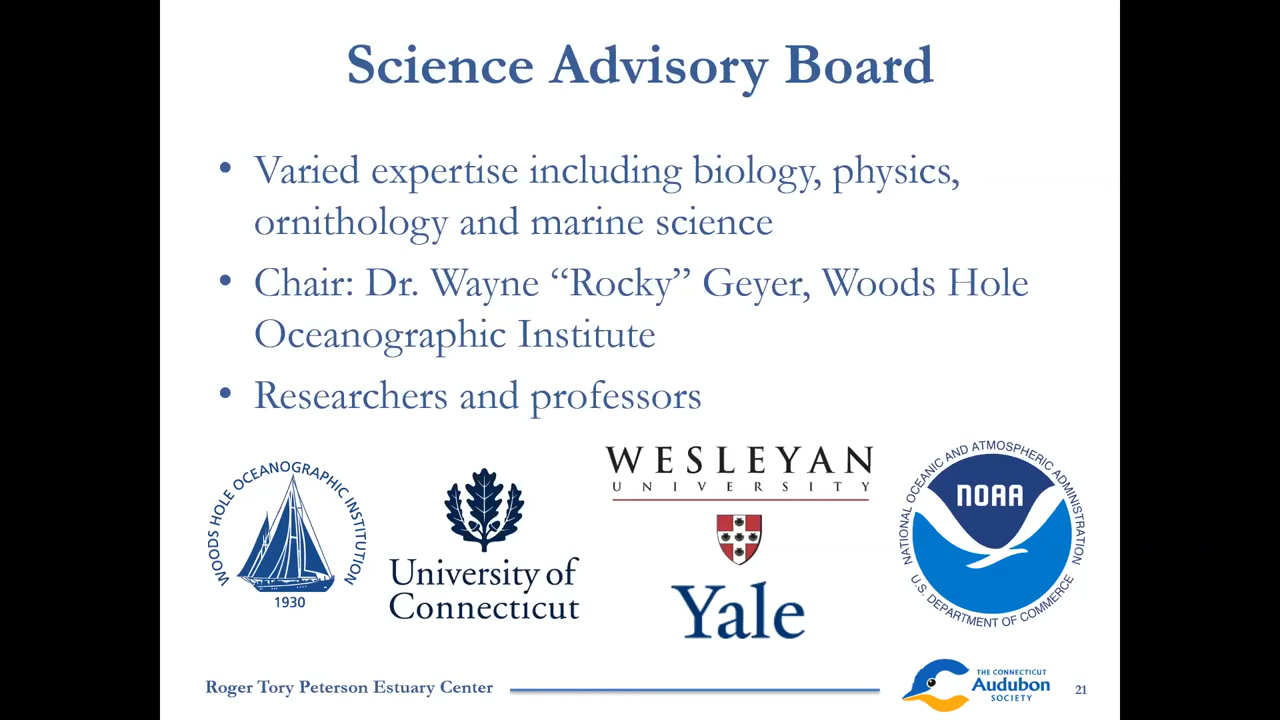 Science Advisory Board
• Varied expertise including biology, physics,
ornithology and marine science
• Chair: Dr. Wayne “Rocky” Geyer, Woods Hole
Oceanographic Institute
• Researchers and professors
WOODS HOLE OCEANOGRAPHIC INSTITUTION
1930
University of
Connecticut
WESLEYAN
UNIVERSITY
Yale
NATIONAL OCEANIC AND ATMOSPHERIC ADMINISTRATION
NOAA
U.S. DEPARTMENT OF COMMERCE
Roger Tory Peterson Estuary Center
THE CONNECTICUT
Audubon
SOCIETY
21